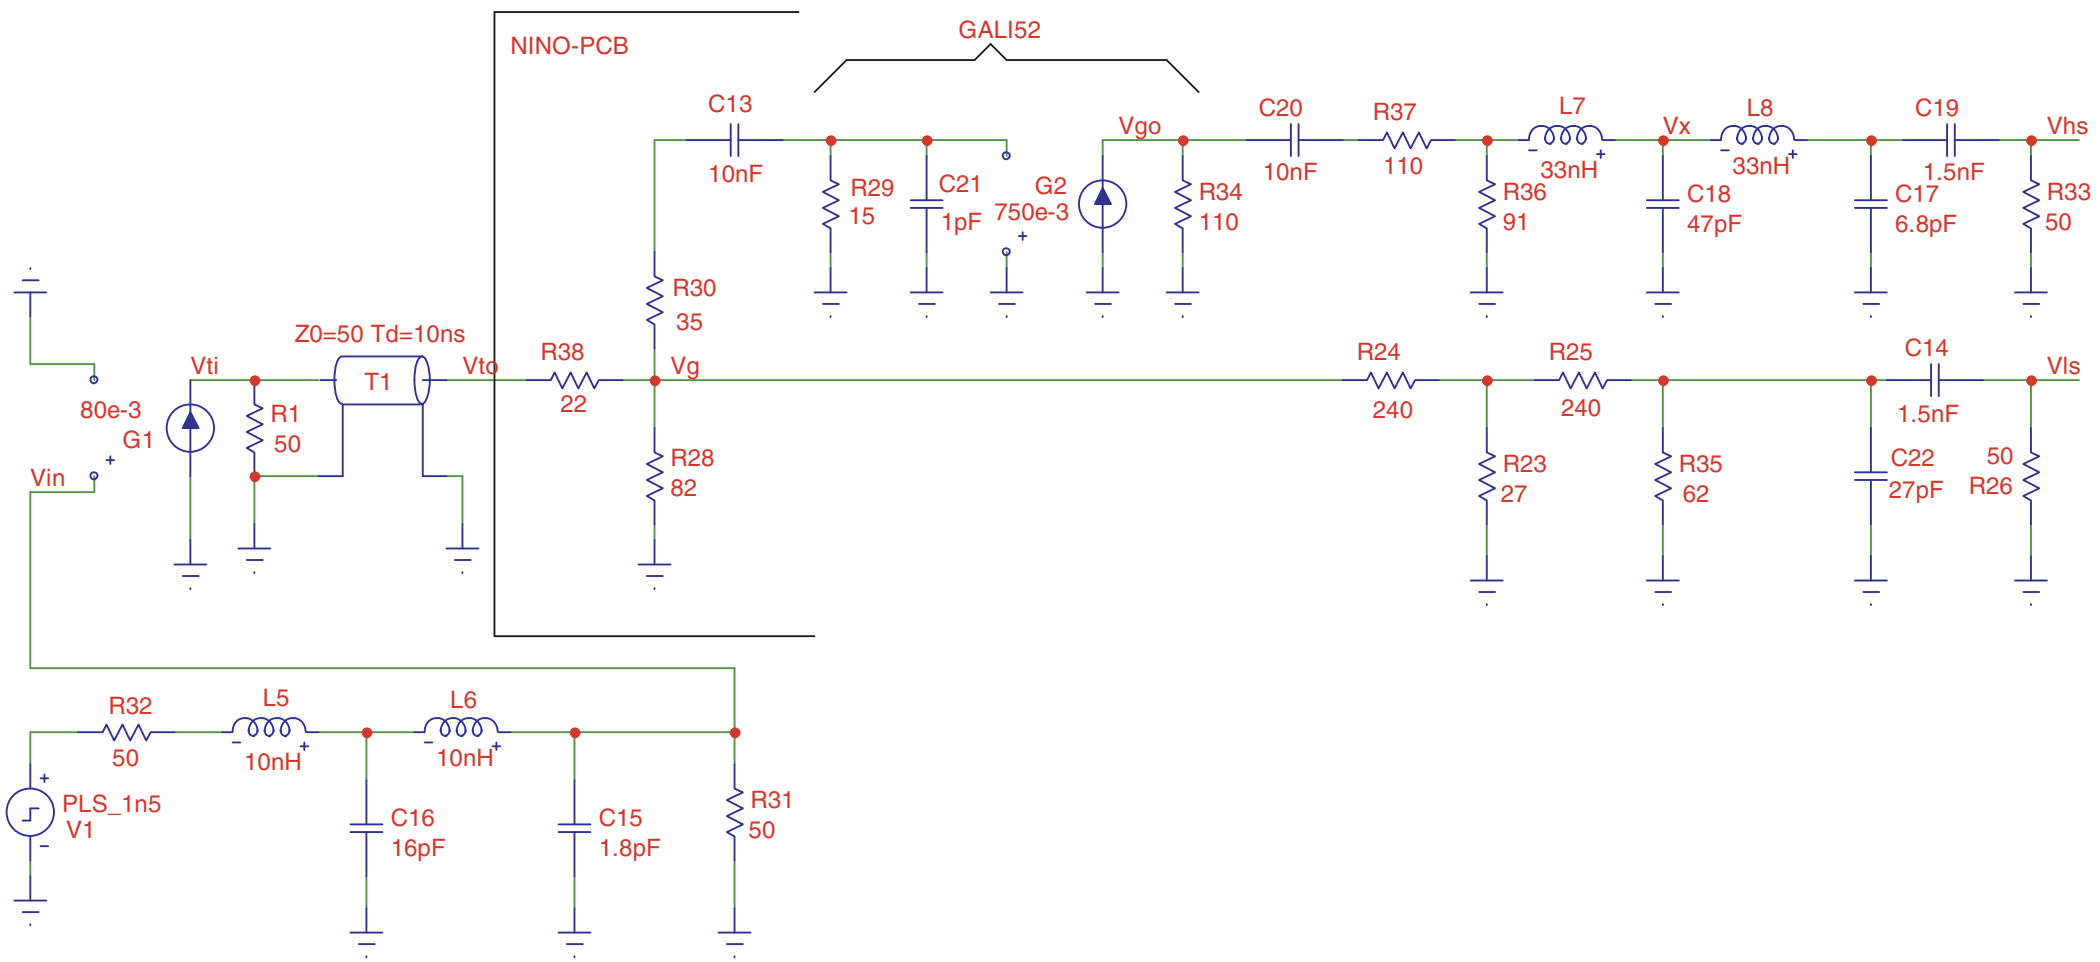 GALI52
NINO-PCB
C13
10nF
R29
15
C21
1pF
G2
750e-3
+
Vgo
R34
110
C20
10nF
R37
110
R36
91
L7
- +
33nH
Vx
C18
47pF
L8
- +
33nH
C19
1.5nF
C17
6.8pF
Vhs
R33
50
R30
35
Z0=50 Td=10ns
Vti
T1
Vto
R38
22
Vg
80e-3
G1
+
Vin
R1
50
R28
82
R24
240
R25
240
R23
27
R35
62
C14
1.5nF
C22
27pF
Vls
50
R26
R32
50
L5
- +
10nH
L6
- +
10nH
+
PLS_1n5
V1
-
C16
16pF
C15
1.8pF
R31
50